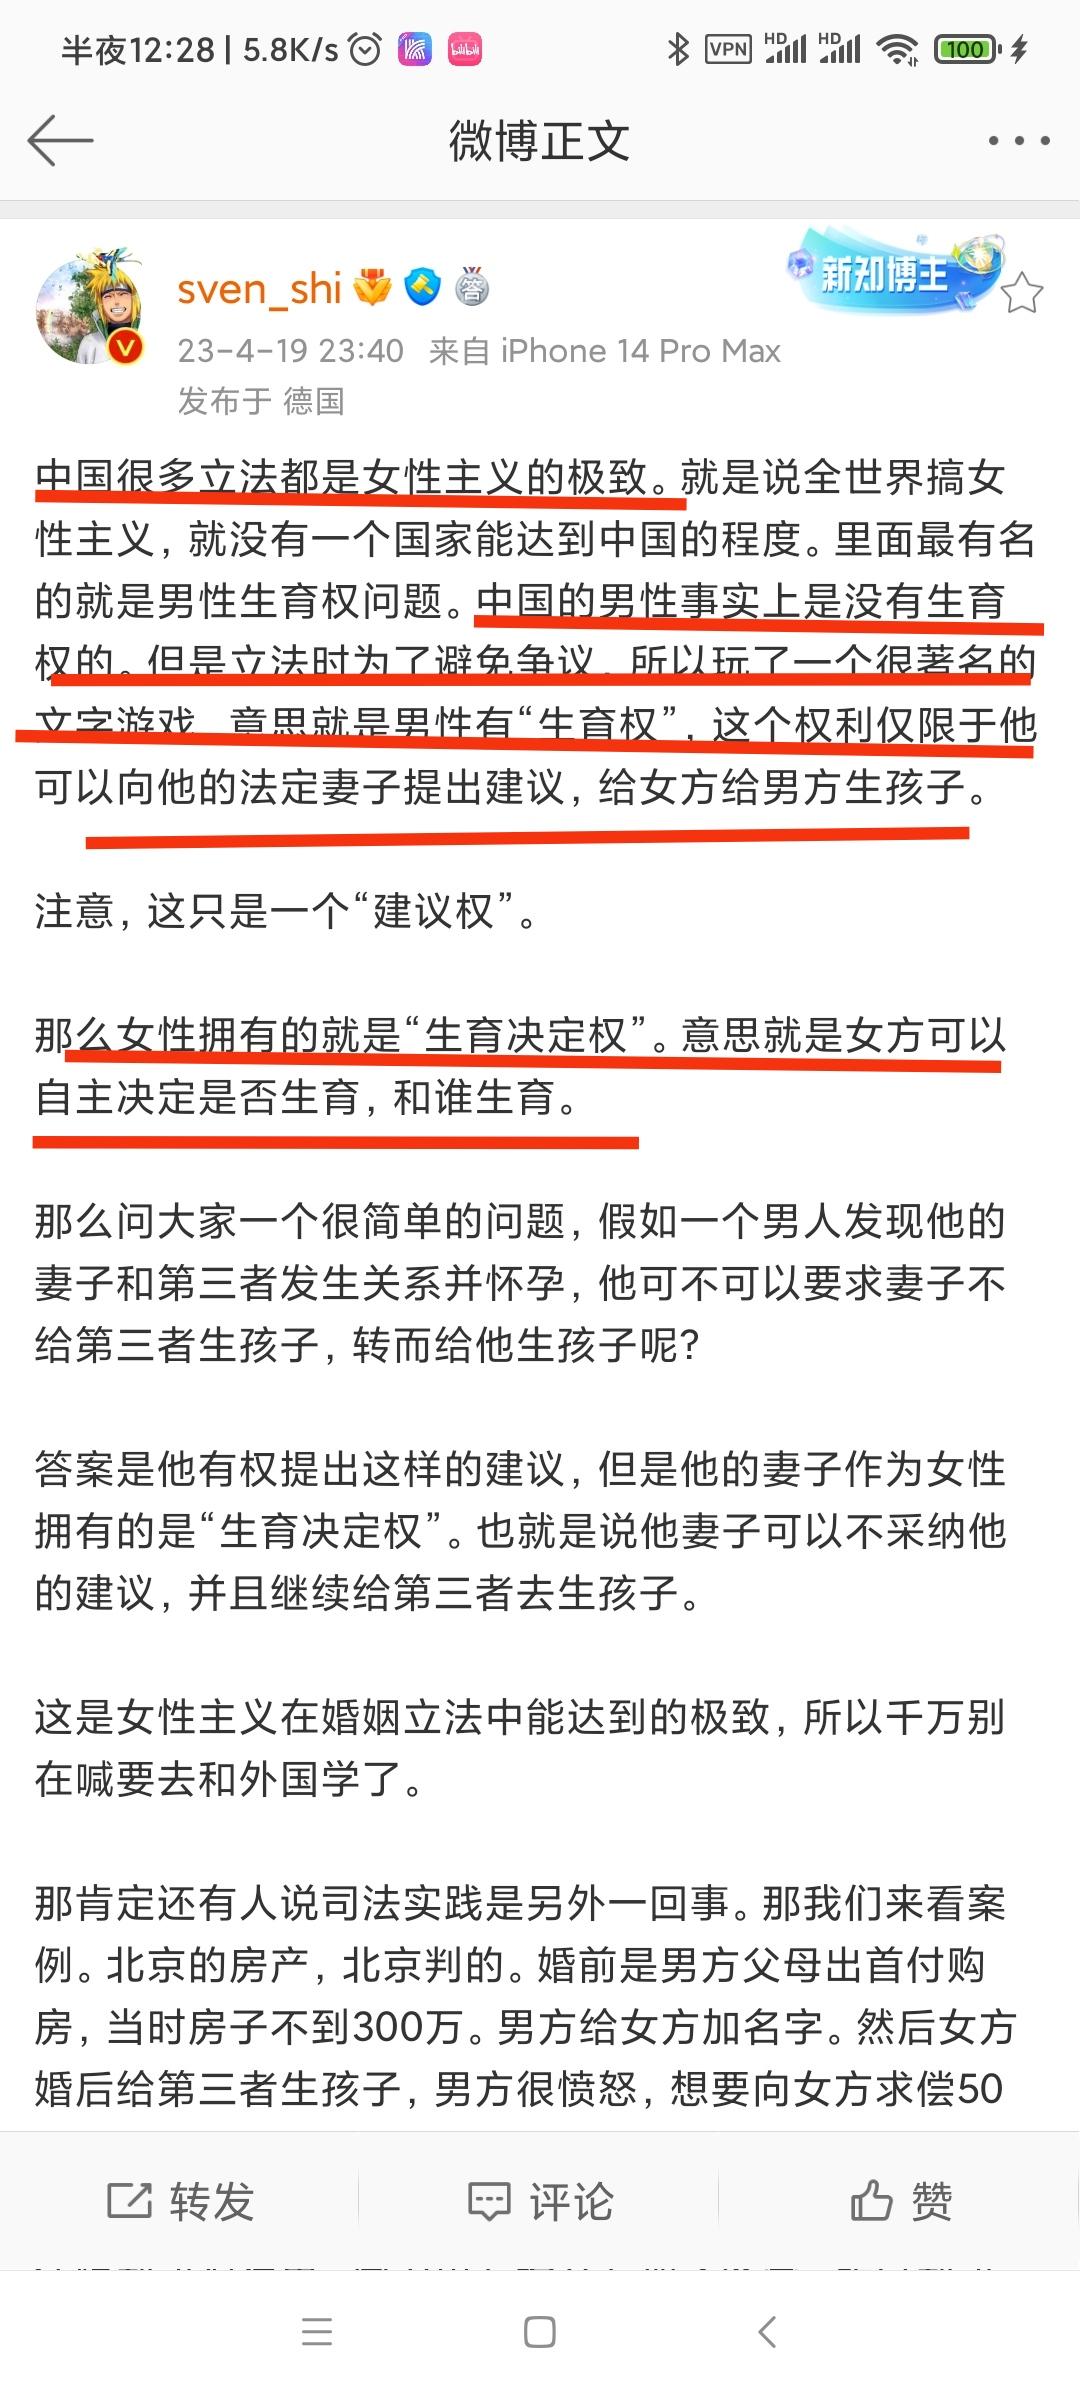 半夜12:28 | 5.8K/s
bilibili
VPN HD HD 100
微博正文
sven_shi 答
新知博主
V
23-4-19 23:40 来自 iPhone 14 Pro Max
发布于 德国
中国很多立法都是女性主义的极致。就是说全世界搞女
性主义，就没有一个国家能达到中国的程度。里面最有名
的就是男性生育权问题。中国的男性事实上是没有生育
权的。但是立法时为了避免争议，所以玩了一个很著名的
文字游戏，意思就是男性有“生育权”，这个权利仅限于他
可以向他的法定妻子提出建议，给女方给男方生孩子。
注意，这只是一个“建议权”。
那么女性拥有的就是“生育决定权”。意思就是女方可以
自主决定是否生育，和谁生育。
那么问大家一个很简单的问题，假如一个男人发现他的
妻子和第三者发生关系并怀孕，他可不可以要求妻子不
给第三者生孩子，转而给他生孩子呢?
答案是他有权提出这样的建议，但是他的妻子作为女性
拥有的是“生育决定权”。也就是说他妻子可以不采纳他
的建议，并且继续给第三者去生孩子。
这是女性主义在婚姻立法中能达到的极致，所以千万别
在喊要去和外国学了。
那肯定还有人说司法实践是另外一回事。那我们来看案
例。北京的房产，北京判的。婚前是男方父母出首付购
房，当时房子不到300万。男方给女方加名字。然后女方
婚后给第三者生孩子，男方很愤怒，想要向女方求偿50
转发 评论 赞